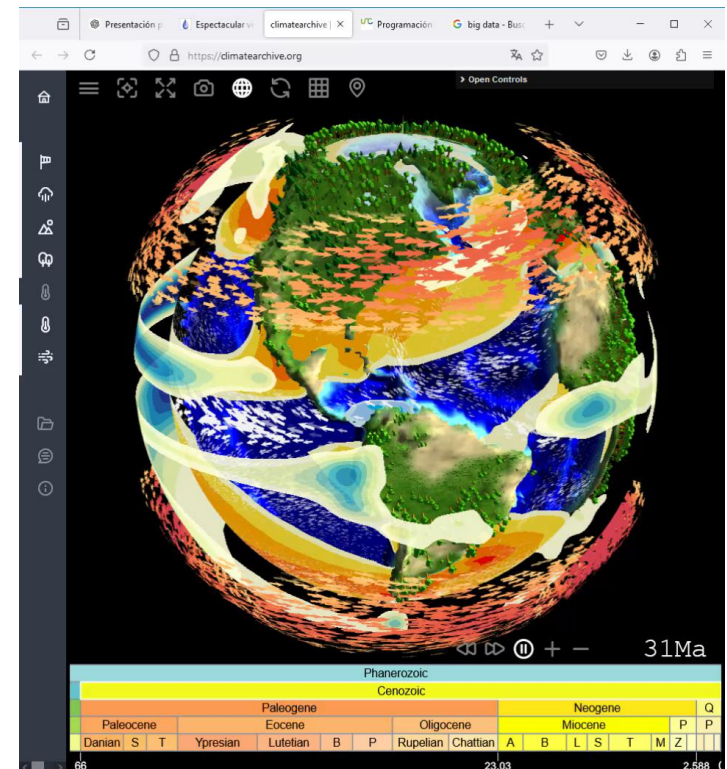 Presentación p
Espectacular vi
climatearchive |
Programación
big data - Busc
https://climatearchive.org
> Open Controls
31Ma
Phanerozoic
Cenozoic
Paleogene Neogene Q
Paleocene Eocene Oligocene Miocene P P
Danian S T Ypresian Lutetian B P Rupelian Chattian A B L S T M Z
66 23.03 2.588